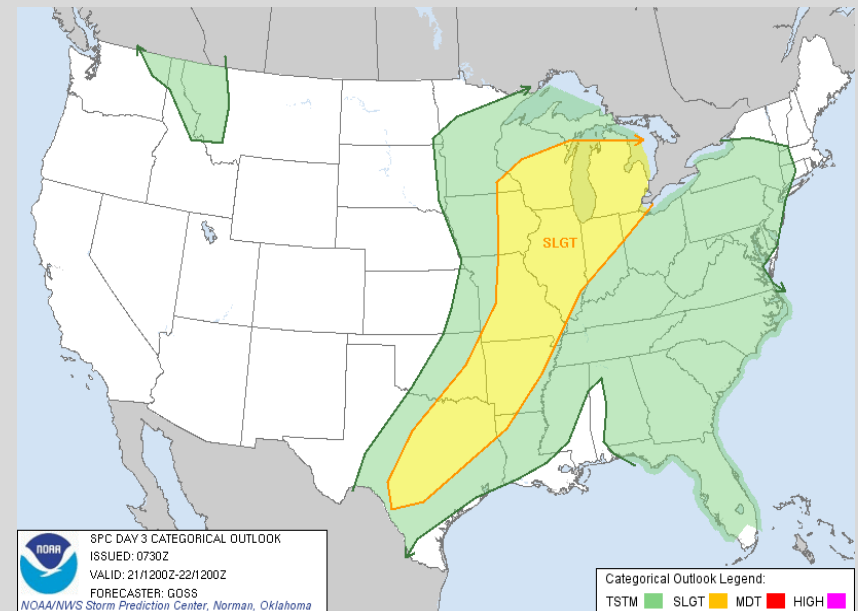 SLGT
SPC DAY 3 CATEGORICAL OUTLOOK
ISSUED: 0730Z
VALID: 21/1200Z-22/1200Z
FORECASTER: GOSS
NOAA/NWS Storm Prediction Center, Norman, Oklahoma
NOAA
Categorical Outlook Legend:
TSTM SLGT MDT HIGH